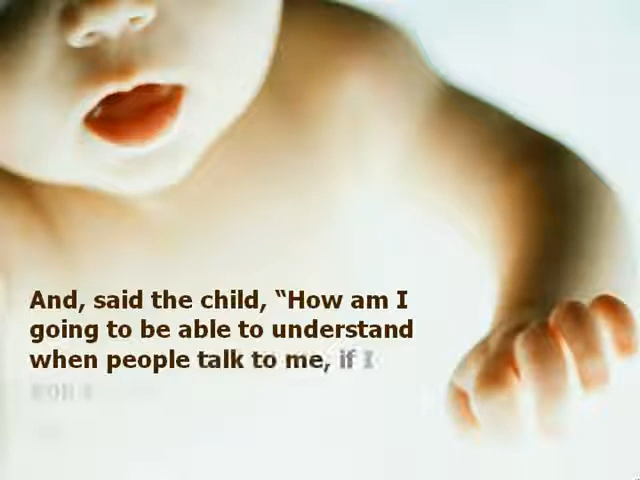 And, said the child, “How am I
going to be able to understand
when people talk to me, if I